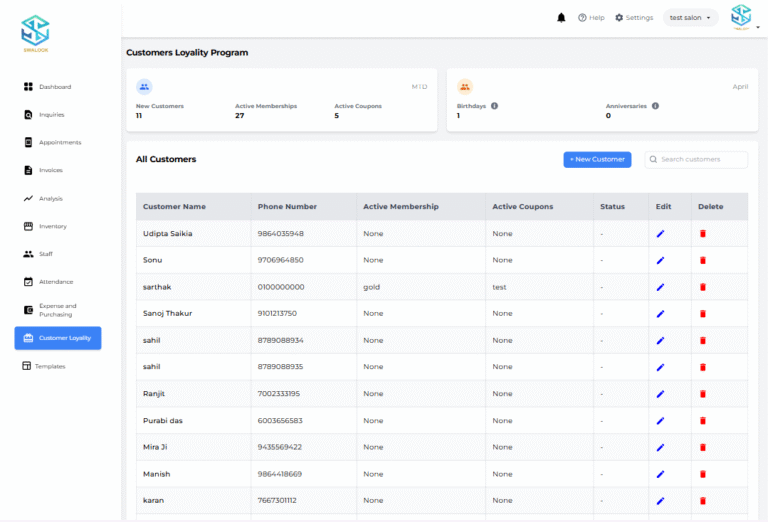 Help
Settings
test salon
SWALOON
Customers Loyality Program
M | D
New Customers
Active Memberships
Active Coupons
11
27
5
April
Birthdays
Anniversaries
1
0
Dashboard
Inquiries
Appointments
Invoices
Analysis
Inventory
Staff
Attendance
Expense and
Purchasing
Customer Loyality
Templates
All Customers
+ New Customer
Search customers
Customer Name Phone Number Active Membership Active Coupons Status Edit Delete
Udipta Saikia 9864035948 None None -
Sonu 9706964850 None None -
sarthak 0100000000 gold test -
Sanoj Thakur 9101213750 None None -
sahil 8789088934 None None -
sahil 8789088935 None None -
Ranjit 7002333195 None None -
Purabi das 6003656583 None None -
Mira Ji 9435569422 None None -
Manish 9864418669 None None -
karan 7667301112 None None -